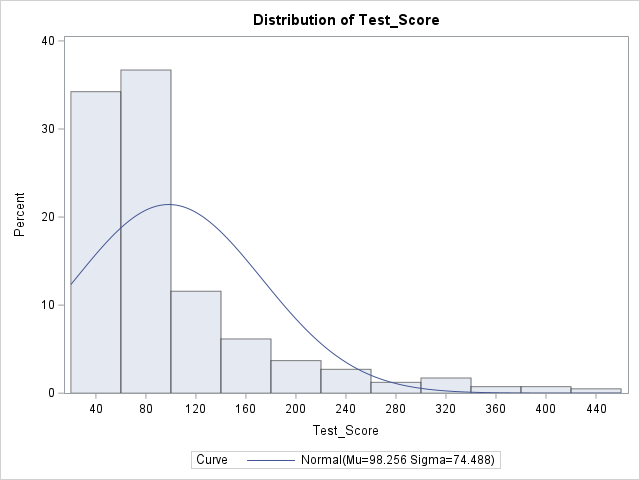 Distribution of Test_Score
40
30
20
10
0
Percent
40 80 120 160 200 240 280 320 360 400 440
Test_Score
Curve Normal(Mu=98.256 Sigma=74.488)